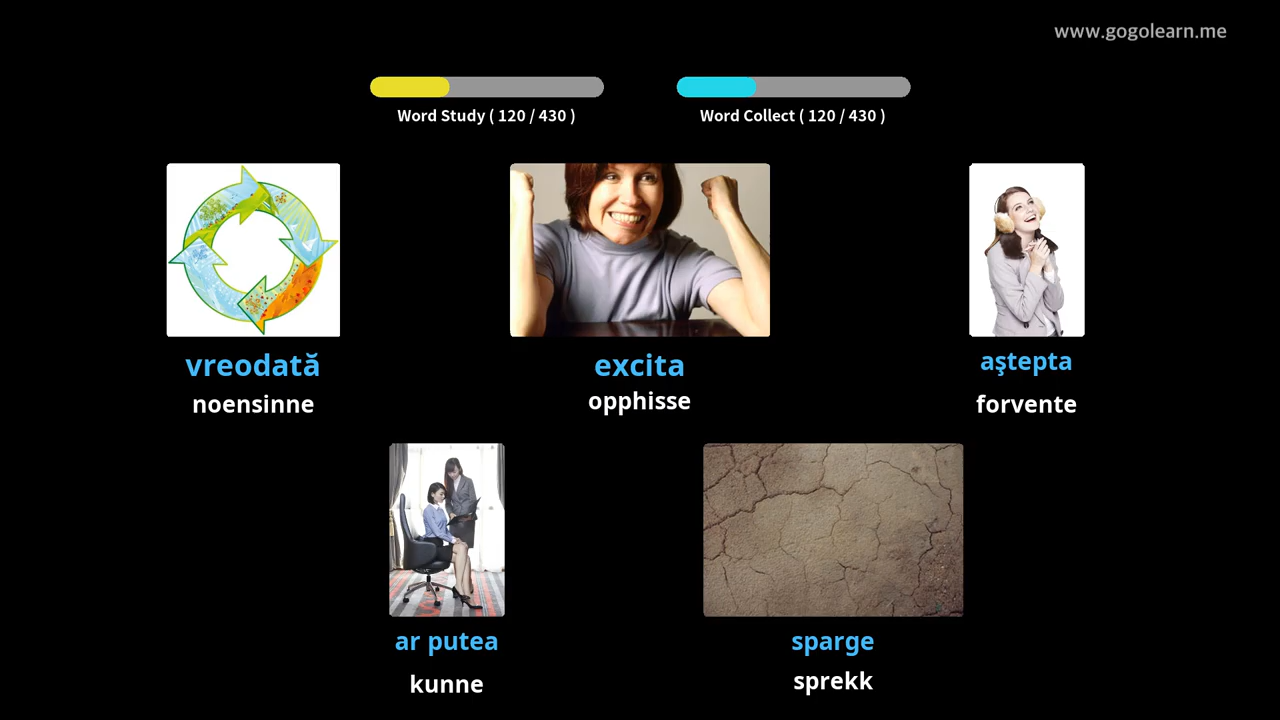 www.gogolearn.me
Word Study ( 120 / 430 )
Word Collect ( 120 / 430 )
vreodată
excita
aştepta
noensinne
opphisse
forvente
ar putea
sparge
kunne
sprekk